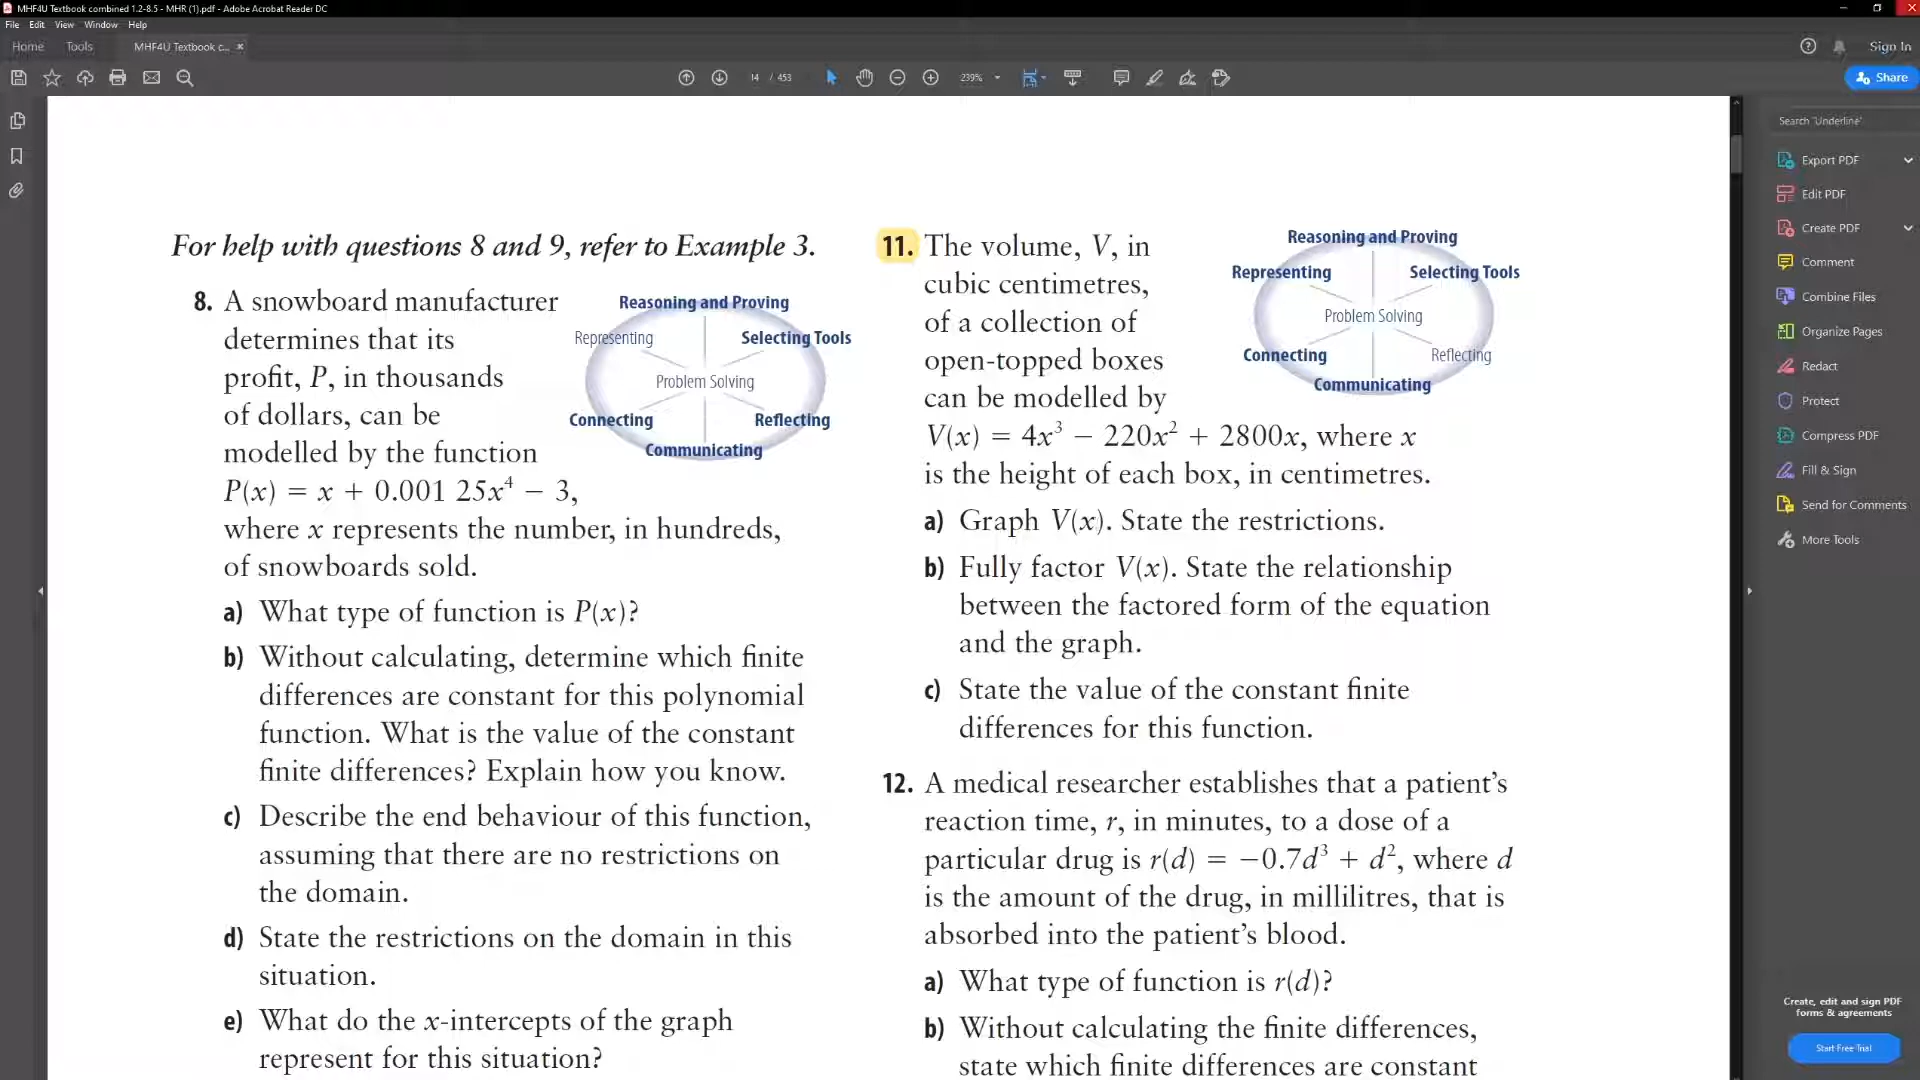 MHF4U Textbook combined 1.2-8.5 - MHR (1).pdf - Adobe Acrobat Reader DC
File Edit View Window Help
Home Tools MHF4U Textbook c... × Sign In
14 / 453 239% Share
For help with questions 8 and 9, refer to Example 3.
8. A snowboard manufacturer
determines that its
profit, P, in thousands
of dollars, can be
modelled by the function
P(x) = x + 0.001 25x⁴ − 3,
where x represents the number, in hundreds,
of snowboards sold.
Reasoning and Proving
Representing Selecting Tools
Problem Solving
Connecting Reflecting
Communicating
a) What type of function is P(x)?
b) Without calculating, determine which finite
differences are constant for this polynomial
function. What is the value of the constant
finite differences? Explain how you know.
c) Describe the end behaviour of this function,
assuming that there are no restrictions on
the domain.
d) State the restrictions on the domain in this
situation.
e) What do the x-intercepts of the graph
represent for this situation?
11. The volume, V, in
cubic centimetres,
of a collection of
open-topped boxes
can be modelled by
V(x) = 4x³ − 220x² + 2800x, where x
is the height of each box, in centimetres.
Reasoning and Proving
Representing Selecting Tools
Problem Solving
Connecting Reflecting
Communicating
a) Graph V(x). State the restrictions.
b) Fully factor V(x). State the relationship
between the factored form of the equation
and the graph.
c) State the value of the constant finite
differences for this function.
12. A medical researcher establishes that a patient's
reaction time, r, in minutes, to a dose of a
particular drug is r(d) = −0.7d³ + d², where d
is the amount of the drug, in millilitres, that is
absorbed into the patient's blood.
a) What type of function is r(d)?
b) Without calculating the finite differences,
state which finite differences are constant
Search 'Underline'
Export PDF
Edit PDF
Create PDF
Comment
Combine Files
Organize Pages
Redact
Protect
Compress PDF
Fill & Sign
Send for Comments
More Tools
Create, edit and sign PDF
forms & agreements
Start Free Trial